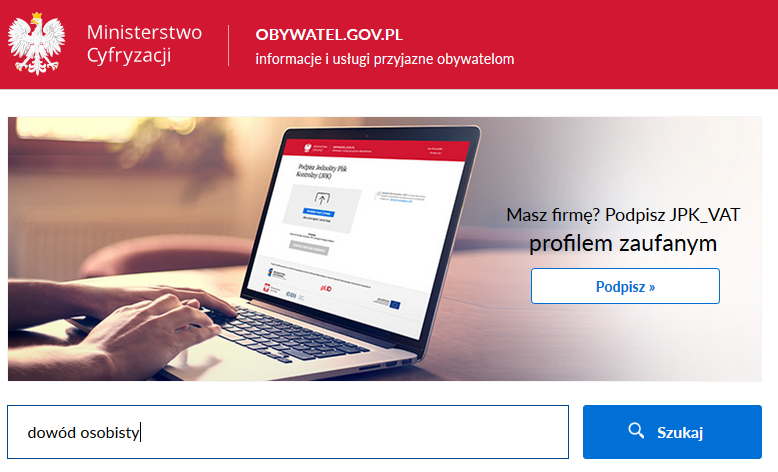 Ministerstwo
Cyfryzacji
OBYWATEL.GOV.PL
informacje i usługi przyjazne obywatelom
Podpisz Jednolity Plik
Kontrolny (JPK)
Masz firmę? Podpisz JPK_VAT
profilem zaufanym
Podpisz »
dowód osobisty
Szukaj